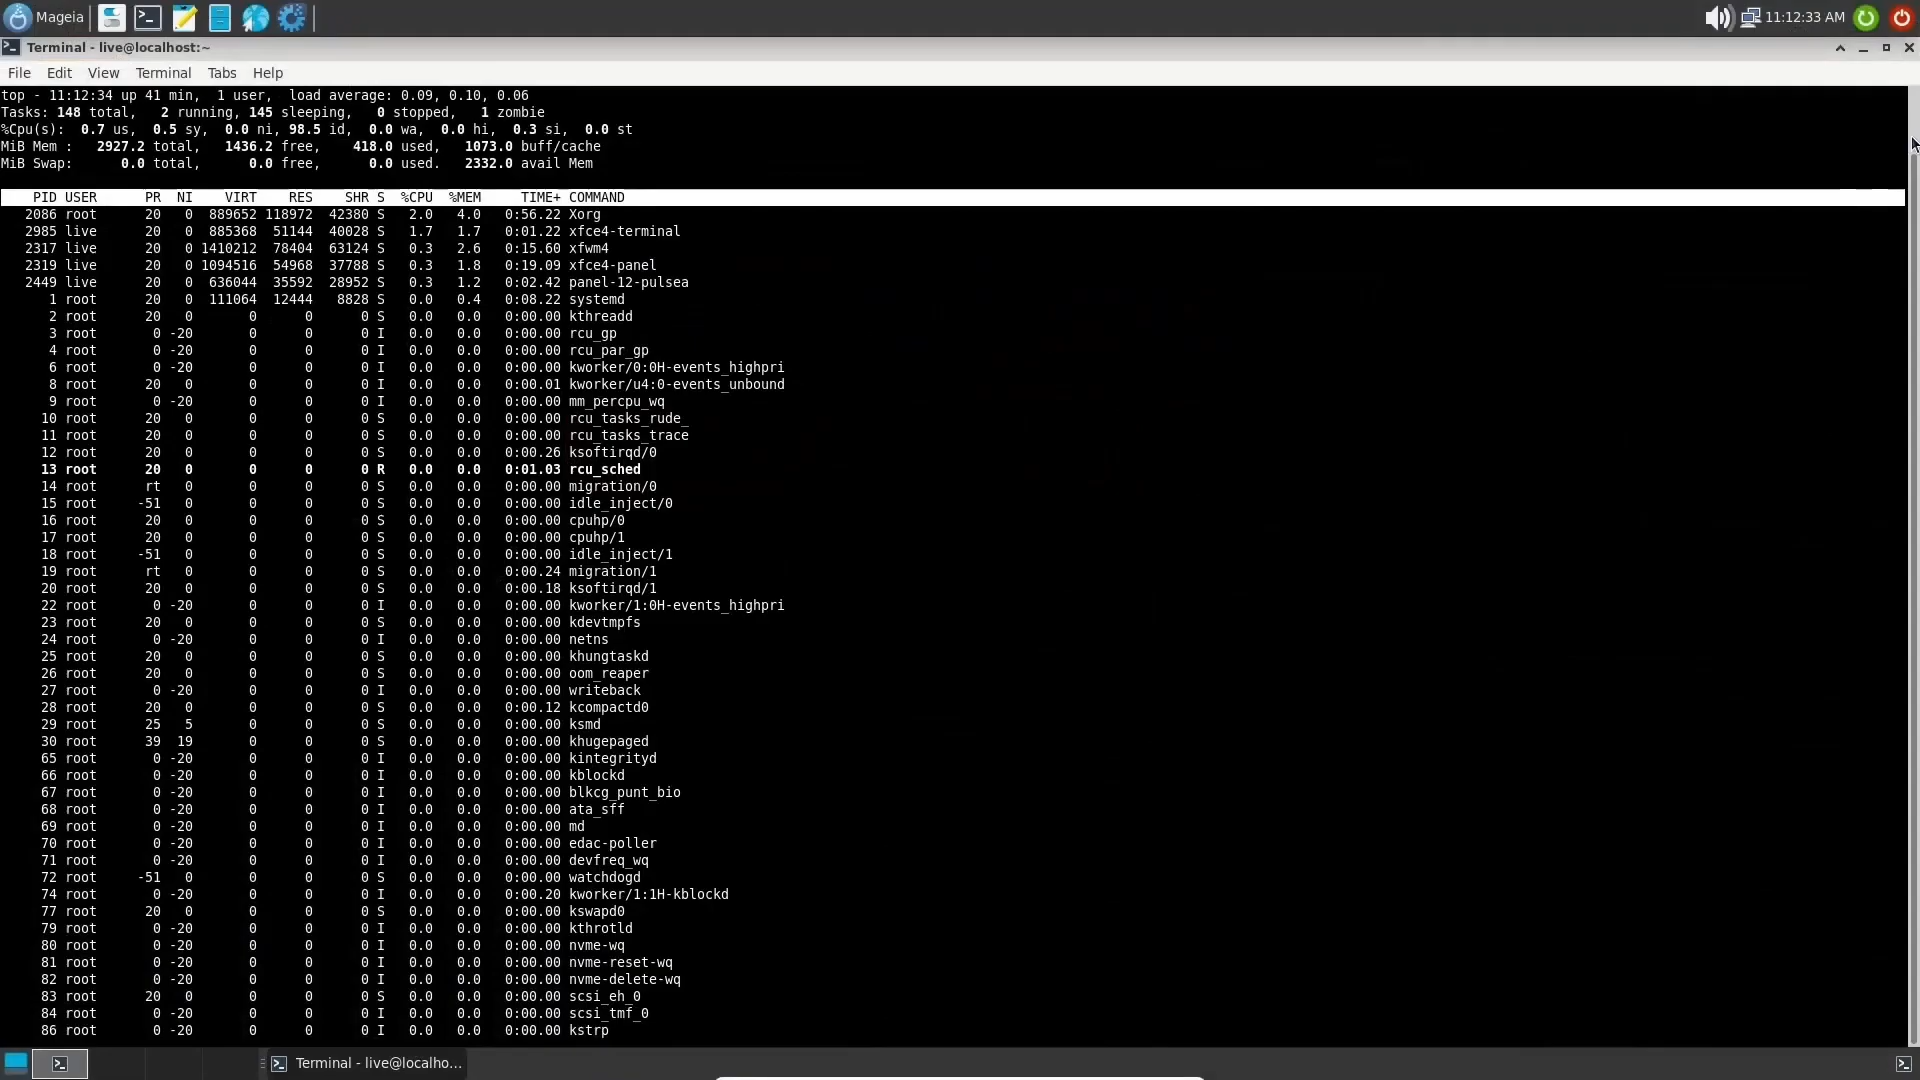 Mageia
11:12:33 AM
Terminal - live@localhost:~
File Edit View Terminal Tabs Help
top - 11:12:34 up 41 min,  1 user,  load average: 0.09, 0.10, 0.06
Tasks: 148 total,   2 running, 145 sleeping,   0 stopped,   1 zombie
%Cpu(s):  0.7 us,  0.5 sy,  0.0 ni, 98.5 id,  0.0 wa,  0.0 hi,  0.3 si,  0.0 st
MiB Mem :   2927.2 total,   1436.2 free,    418.0 used,   1073.0 buff/cache
MiB Swap:      0.0 total,      0.0 free,      0.0 used.   2332.0 avail Mem
PID USER PR NI VIRT RES SHR S %CPU %MEM TIME+ COMMAND
2086 root 20 0 889652 118972 42380 S 2.0 4.0 0:56.22 Xorg
2985 live 20 0 885368 51144 40028 S 1.7 1.7 0:01.22 xfce4-terminal
2317 live 20 0 1410212 78404 63124 S 0.3 2.6 0:15.60 xfwm4
2319 live 20 0 1094516 54968 37788 S 0.3 1.8 0:19.09 xfce4-panel
2449 live 20 0 636044 35592 28952 S 0.3 1.2 0:02.42 panel-12-pulsea
1 root 20 0 111064 12444 8828 S 0.0 0.4 0:08.22 systemd
2 root 20 0 0 0 0 S 0.0 0.0 0:00.00 kthreadd
3 root 0 -20 0 0 0 I 0.0 0.0 0:00.00 rcu_gp
4 root 0 -20 0 0 0 I 0.0 0.0 0:00.00 rcu_par_gp
6 root 0 -20 0 0 0 I 0.0 0.0 0:00.00 kworker/0:0H-events_highpri
8 root 20 0 0 0 0 I 0.0 0.0 0:00.01 kworker/u4:0-events_unbound
9 root 0 -20 0 0 0 I 0.0 0.0 0:00.00 mm_percpu_wq
10 root 20 0 0 0 0 S 0.0 0.0 0:00.00 rcu_tasks_rude_
11 root 20 0 0 0 0 S 0.0 0.0 0:00.00 rcu_tasks_trace
12 root 20 0 0 0 0 S 0.0 0.0 0:00.26 ksoftirqd/0
13 root 20 0 0 0 0 R 0.0 0.0 0:01.03 rcu_sched
14 root rt 0 0 0 0 S 0.0 0.0 0:00.00 migration/0
15 root -51 0 0 0 0 S 0.0 0.0 0:00.00 idle_inject/0
16 root 20 0 0 0 0 S 0.0 0.0 0:00.00 cpuhp/0
17 root 20 0 0 0 0 S 0.0 0.0 0:00.00 cpuhp/1
18 root -51 0 0 0 0 S 0.0 0.0 0:00.00 idle_inject/1
19 root rt 0 0 0 0 S 0.0 0.0 0:00.24 migration/1
20 root 20 0 0 0 0 S 0.0 0.0 0:00.18 ksoftirqd/1
22 root 0 -20 0 0 0 I 0.0 0.0 0:00.00 kworker/1:0H-events_highpri
23 root 20 0 0 0 0 S 0.0 0.0 0:00.00 kdevtmpfs
24 root 0 -20 0 0 0 I 0.0 0.0 0:00.00 netns
25 root 20 0 0 0 0 S 0.0 0.0 0:00.00 khungtaskd
26 root 20 0 0 0 0 S 0.0 0.0 0:00.00 oom_reaper
27 root 0 -20 0 0 0 I 0.0 0.0 0:00.00 writeback
28 root 20 0 0 0 0 S 0.0 0.0 0:00.12 kcompactd0
29 root 25 5 0 0 0 S 0.0 0.0 0:00.00 ksmd
30 root 39 19 0 0 0 S 0.0 0.0 0:00.00 khugepaged
65 root 0 -20 0 0 0 I 0.0 0.0 0:00.00 kintegrityd
66 root 0 -20 0 0 0 I 0.0 0.0 0:00.00 kblockd
67 root 0 -20 0 0 0 I 0.0 0.0 0:00.00 blkcg_punt_bio
68 root 0 -20 0 0 0 I 0.0 0.0 0:00.00 ata_sff
69 root 0 -20 0 0 0 I 0.0 0.0 0:00.00 md
70 root 0 -20 0 0 0 I 0.0 0.0 0:00.00 edac-poller
71 root 0 -20 0 0 0 I 0.0 0.0 0:00.00 devfreq_wq
72 root -51 0 0 0 0 S 0.0 0.0 0:00.00 watchdogd
74 root 0 -20 0 0 0 I 0.0 0.0 0:00.20 kworker/1:1H-kblockd
77 root 20 0 0 0 0 S 0.0 0.0 0:00.00 kswapd0
79 root 0 -20 0 0 0 I 0.0 0.0 0:00.00 kthrotld
80 root 0 -20 0 0 0 I 0.0 0.0 0:00.00 nvme-wq
81 root 0 -20 0 0 0 I 0.0 0.0 0:00.00 nvme-reset-wq
82 root 0 -20 0 0 0 I 0.0 0.0 0:00.00 nvme-delete-wq
83 root 20 0 0 0 0 S 0.0 0.0 0:00.00 scsi_eh_0
84 root 0 -20 0 0 0 I 0.0 0.0 0:00.00 scsi_tmf_0
86 root 0 -20 0 0 0 I 0.0 0.0 0:00.00 kstrp
Terminal - live@localho...